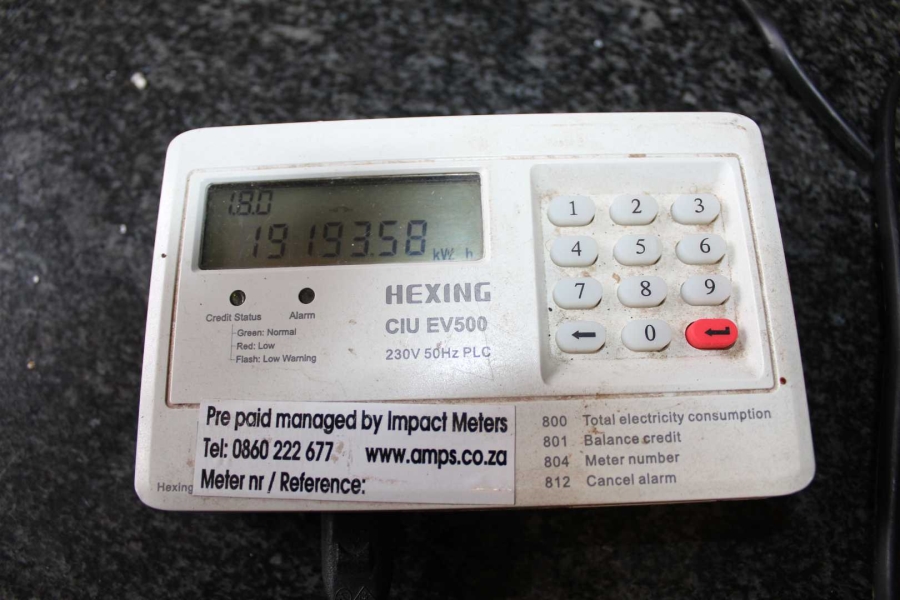 1.8.0
19193.58
kW h
Credit Status Alarm
Green: Normal
Red: Low
Flash: Low Warning
HEXING
CIU EV500
230V 50Hz PLC
1 2 3
4 5 6
7 8 9
← 0 ↵
Pre paid managed by Impact Meters
Tel: 0860 222 677 www.amps.co.za
Meter nr / Reference:
Hexing
800 Total electricity consumption
801 Balance credit
804 Meter number
812 Cancel alarm